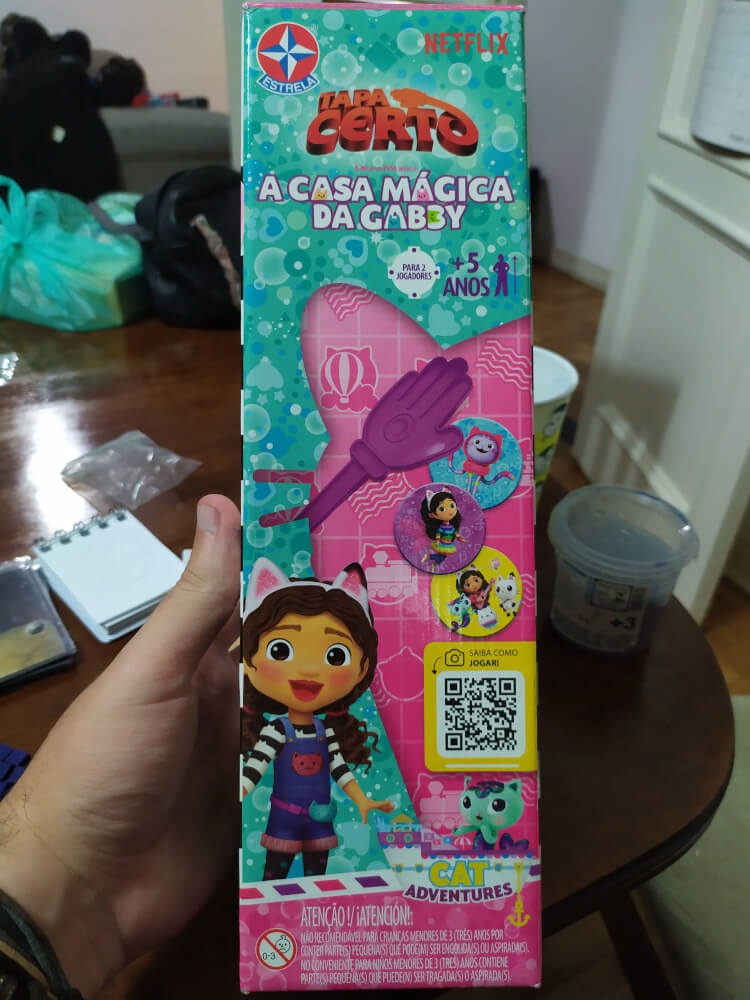 ESTRELA
NETFLIX
TAPA
CERTO
A CASA MÁGICA
DA GABBY
PARA 2
JOGADORES
+5
ANOS
SAIBA COMO
JOGAR!
+3
CAT
ADVENTURES
ATENÇÃO!/ ¡ATENCIÓN!:
0-3
NÃO RECOMENDÁVEL PARA CRIANÇAS MENORES DE 3 (TRÊS) ANOS POR
CONTER PARTE(S) PEQUENA(S) QUE PODE(M) SER ENGOLIDA(S) OU ASPIRADA(S).
NO CONVENIENTE PARA NIÑOS MENORES DE 3 (TRES) AÑOS CONTIENE
PARTE(S) PEQUEÑA(S) QUE PUEDE(N) SER TRAGADA(S) O ASPIRADA(S).